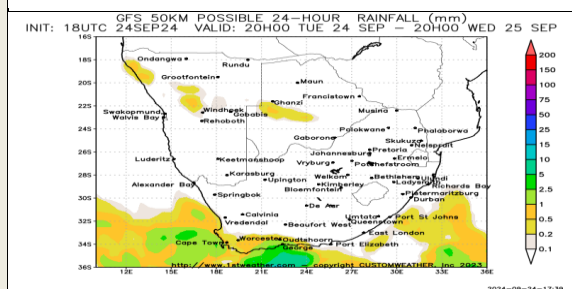 GFS 50KM POSSIBLE 24-HOUR RAINFALL (mm)
INIT: 18UTC 24SEP24 VALID: 20H00 TUE 24 SEP - 20H00 WED 25 SEP
16S
Ondangwa
Rundu
18S
Grootfontein
Maun
20S
Francistown
Ghanzi
22S
Swakopmund
Windhoek
Gobabis
Musina
Walvis Bay
Rehoboth
24S
Polokwane
Phalaborwa
Gaborone
Skukuza
Nelspruit
26S
Pretoria
Johannesburg
Ermelo
Luderitz
Keetmanshoop
Vryburg
Potchefstroom
28S
Karasburg
Welkom
Bethlehem
Ulundi
Alexander Bay
Upington
Kimberley
Ladysmith
Richards Bay
Bloemfontein
Springbok
Pietermaritzburg
30S
Durban
De Aar
Calvinia
Umtata
Port St Johns
32S
Vredendal
Beaufort West
Queenstown
East London
Cape Town
Worcester
Oudtshoorn
34S
George
Port Elizabeth
http://www.1stweather.com - copyright CUSTOMWEATHER, Inc 2023
36S
12E 15E 18E 21E 24E 27E 30E 33E 36E
200
150
100
75
50
25
15
10
5
2.5
1
0.5
0.2
0.1
2024-09-24-17:39